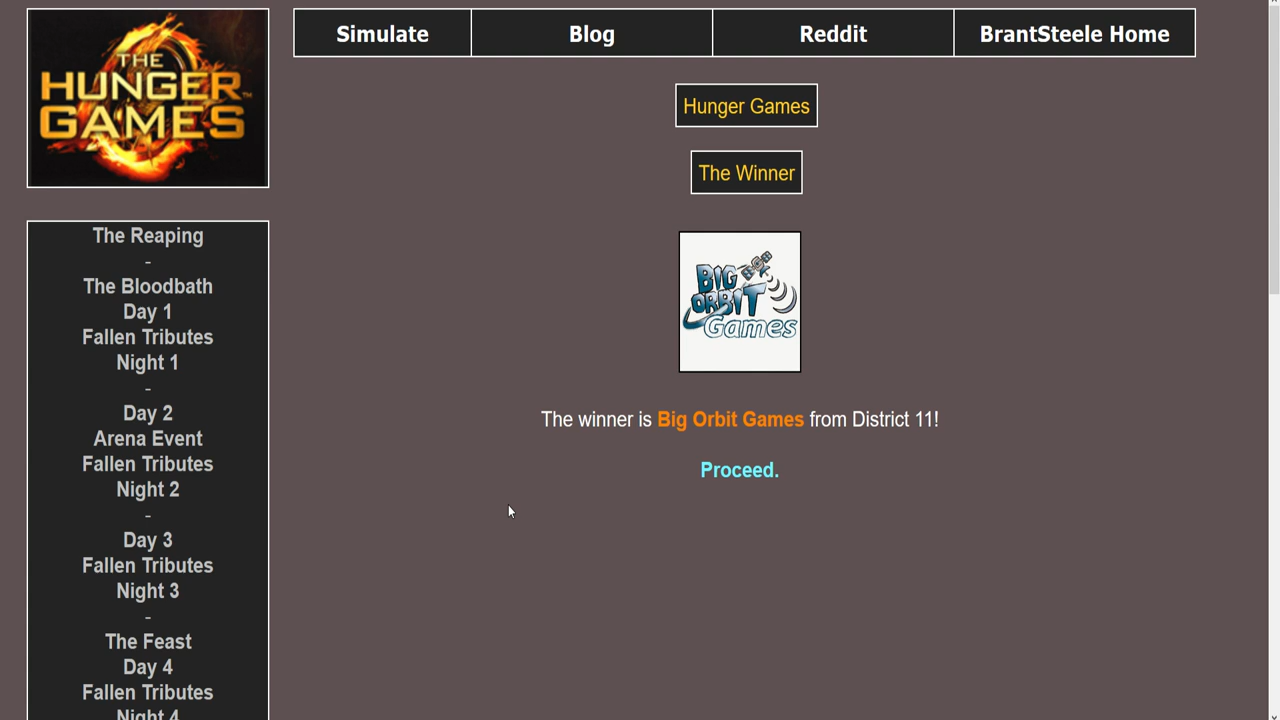 THE
HUNGER
GAMES
Simulate
Blog
Reddit
BrantSteele Home
Hunger Games
The Winner
BIG
ORBIT
Games
The winner is Big Orbit Games from District 11!
Proceed.
The Reaping
-
The Bloodbath
Day 1
Fallen Tributes
Night 1
-
Day 2
Arena Event
Fallen Tributes
Night 2
-
Day 3
Fallen Tributes
Night 3
-
The Feast
Day 4
Fallen Tributes
Night 4